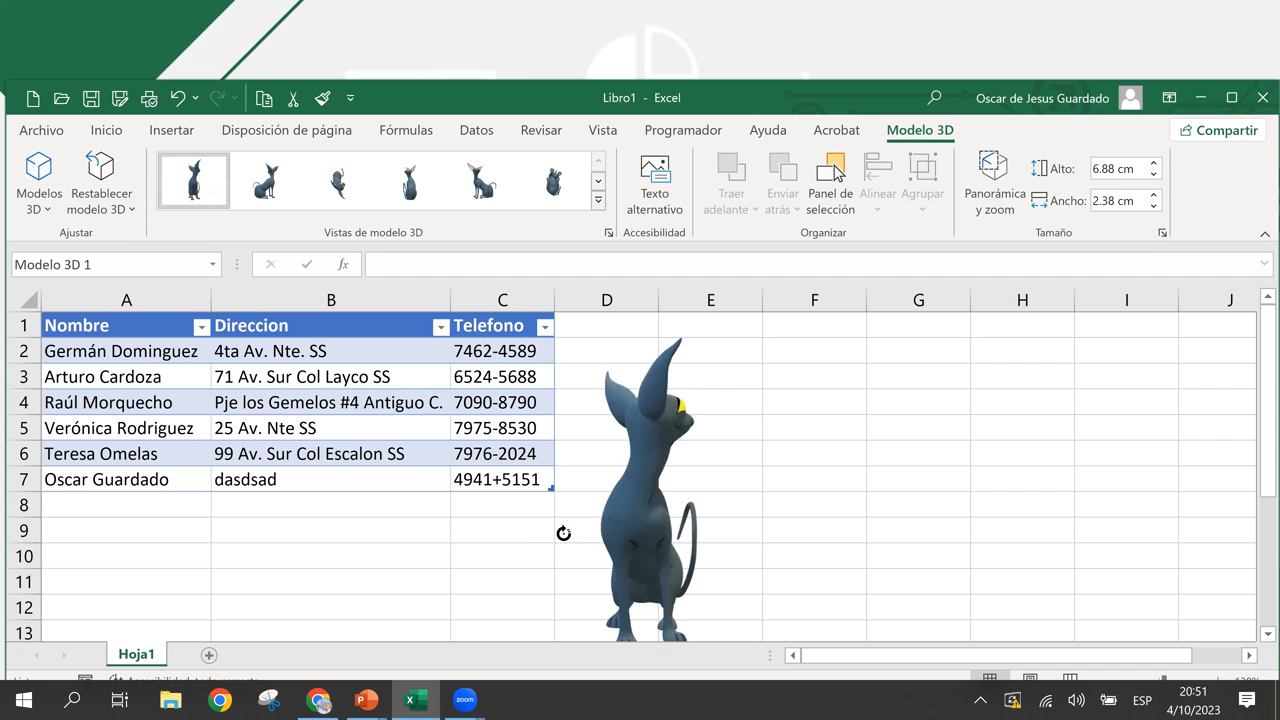 Libro1 - Excel
Oscar de Jesus Guardado
Archivo Inicio Insertar Disposición de página Fórmulas Datos Revisar Vista Programador Ayuda Acrobat Modelo 3D Compartir
Modelos 3D
Restablecer modelo 3D
Texto alternativo
Traer adelante
Enviar atrás
Panel de selección
Alinear
Agrupar
Panorámica y zoom
Alto: 6.88 cm
Ancho: 2.38 cm
Ajustar Vistas de modelo 3D Accesibilidad Organizar Tamaño
Modelo 3D 1 fx
A B C D E F G H I J
1 Nombre Direccion Telefono
2 Germán Dominguez 4ta Av. Nte. SS 7462-4589
3 Arturo Cardoza 71 Av. Sur Col Layco SS 6524-5688
4 Raúl Morquecho Pje los Gemelos #4 Antiguo C. 7090-8790
5 Verónica Rodriguez 25 Av. Nte SS 7975-8530
6 Teresa Omelas 99 Av. Sur Col Escalon SS 7976-2024
7 Oscar Guardado dasdsad 4941+5151
8
9
10
11
12
13
Hoja1
zoom
ESP
20:51
4/10/2023